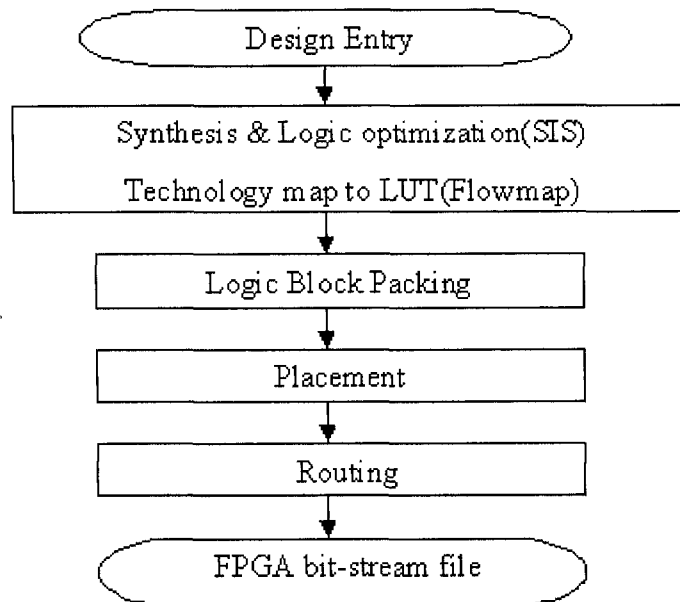 Design Entry
Synthesis & Logic optimization(SIS)
Technology map to LUT(Flowmap)
Logic Block Packing
Placement
Routing
FPGA bit-stream file